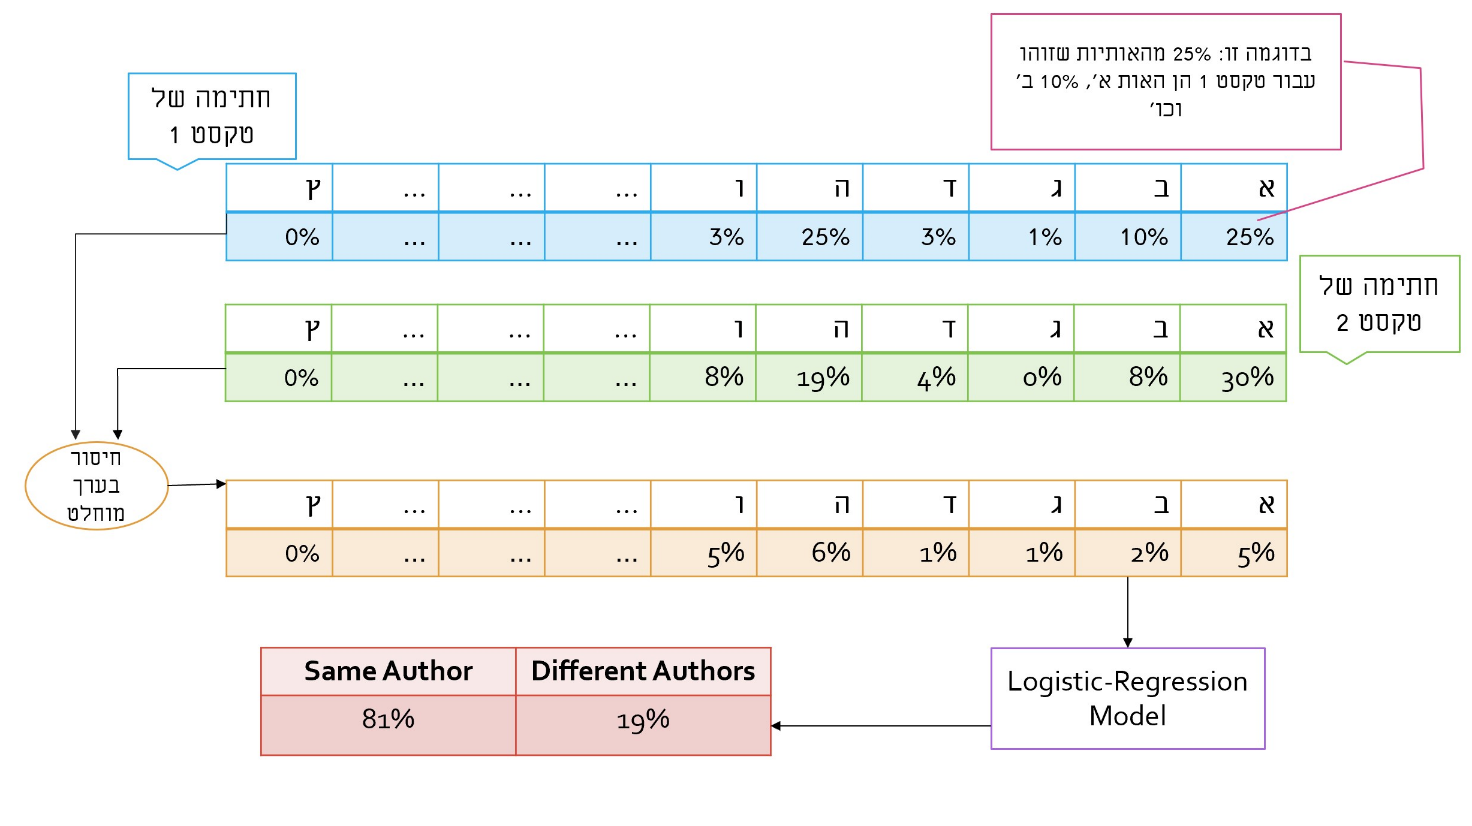 בדוגמה זו: 25% מהאותיות שזוהו
עבור טקסט 1 הן האות א', 10% ב'
וכו'
חתימה של
טקסט 1
א ב ג ד ה ו ... ... ... ץ
25% 10% 1% 3% 25% 3% ... ... ... 0%
חתימה של
טקסט 2
א ב ג ד ה ו ... ... ... ץ
30% 8% 0% 4% 19% 8% ... ... ... 0%
חיסור
בערך
מוחלט
א ב ג ד ה ו ... ... ... ץ
5% 2% 1% 1% 6% 5% ... ... ... 0%
Logistic-Regression
Model
Same Author Different Authors
81% 19%